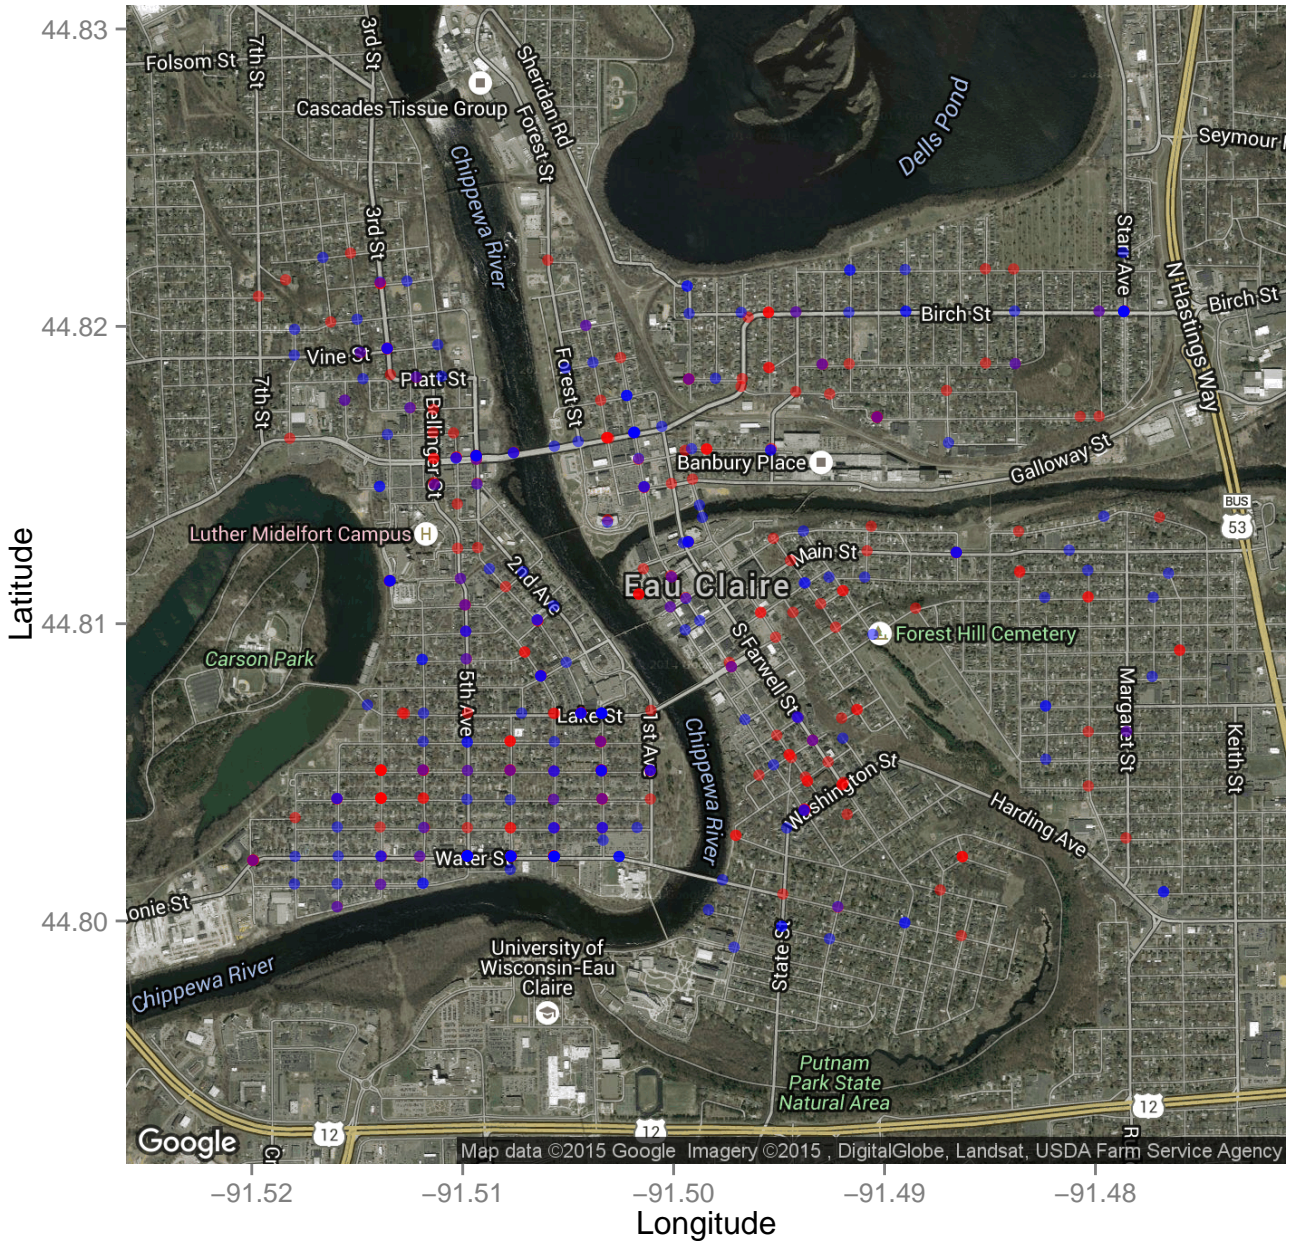 44.83
44.82
44.81
44.80
Latitude
Folsom St
7th St
3rd St
Sheridan Rd
Forest St
Cascades Tissue Group
Chippewa River
Dells Pond
Seymour
3rd St
Starr Ave
N Hastings Way
Birch St
Birch St
Vine St
Platt St
7th St
Bellinger St
Forest St
Banbury Place
Galloway St
BUS
53
Luther Midelfort Campus
H
2nd Ave
Main St
Eau Claire
Forest Hill Cemetery
Carson Park
S Farwell St
5th Ave
Lake St
1st Ave
Chippewa River
Margaret St
Keith St
Washington St
Harding Ave
Water St
onie St
State St
University of
Wisconsin-Eau
Claire
Chippewa River
Putnam
Park State
Natural Area
12
12
12
Google
Map data ©2015 Google Imagery ©2015 , DigitalGlobe, Landsat, USDA Farm Service Agency
−91.52
−91.51
−91.50
−91.49
−91.48
Longitude